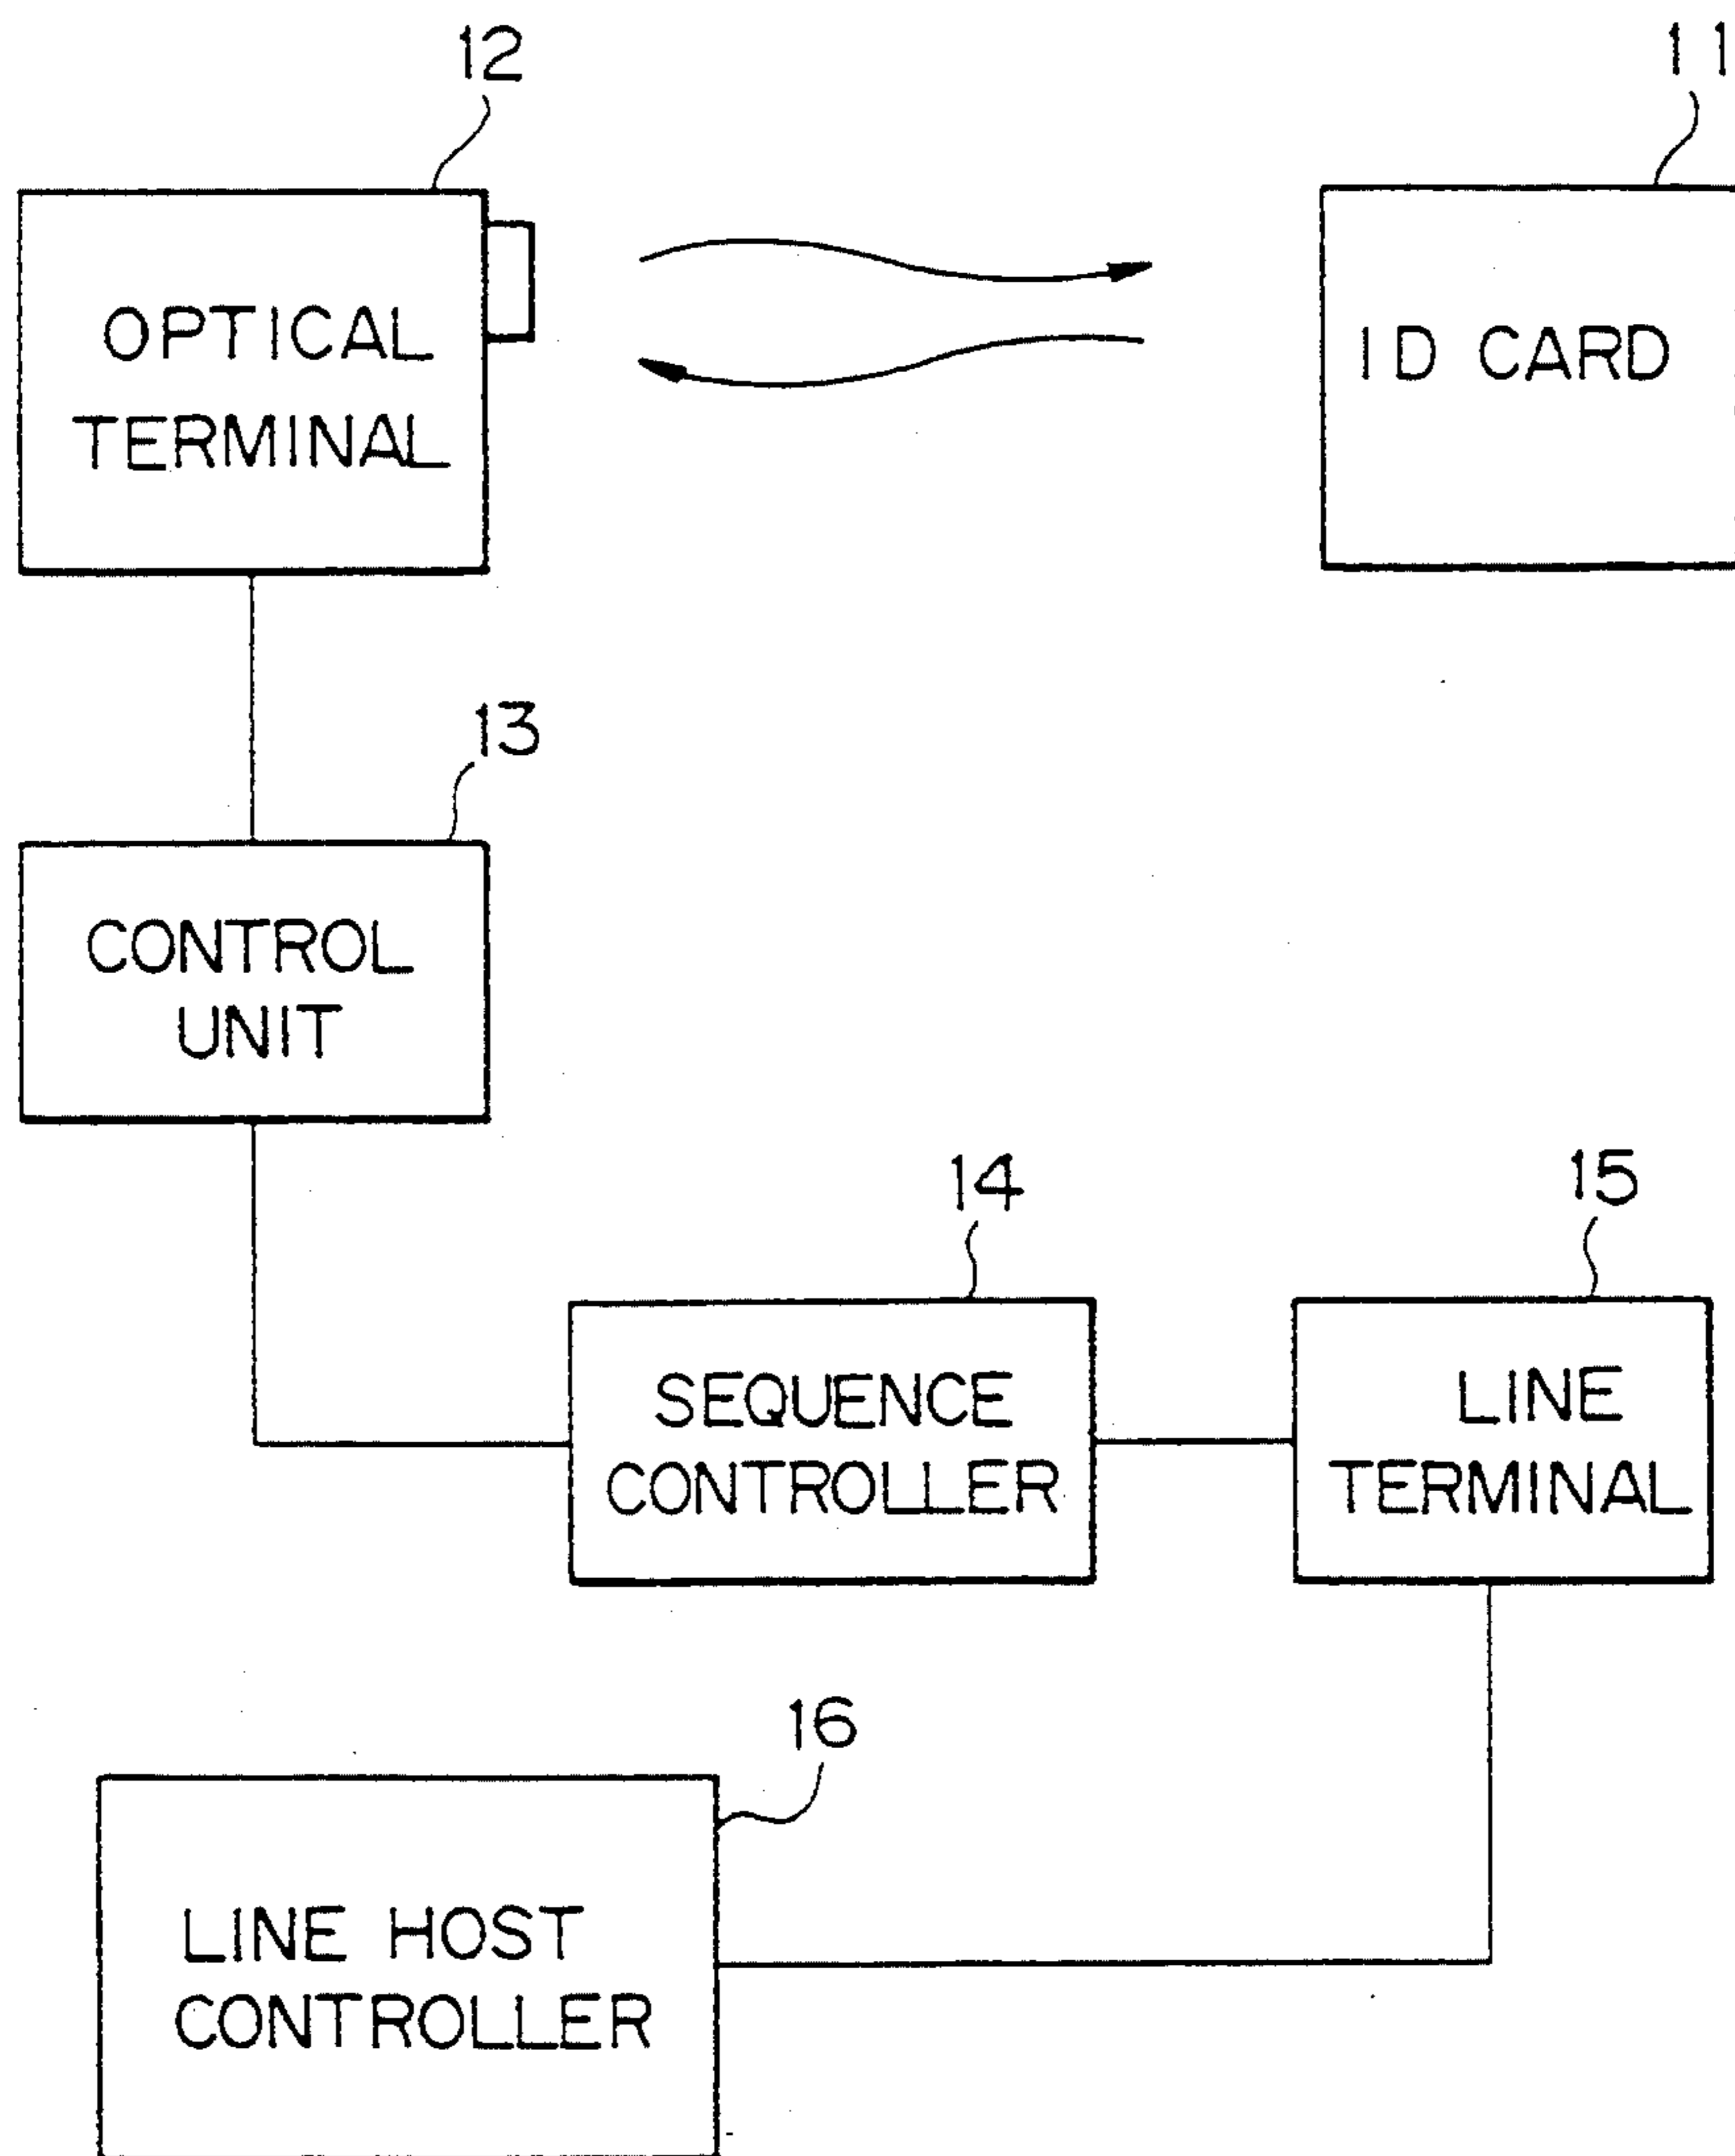 12
11
OPTICAL
TERMINAL
ID CARD
13
CONTROL
UNIT
14
15
SEQUENCE
CONTROLLER
LINE
TERMINAL
16
LINE HOST
CONTROLLER